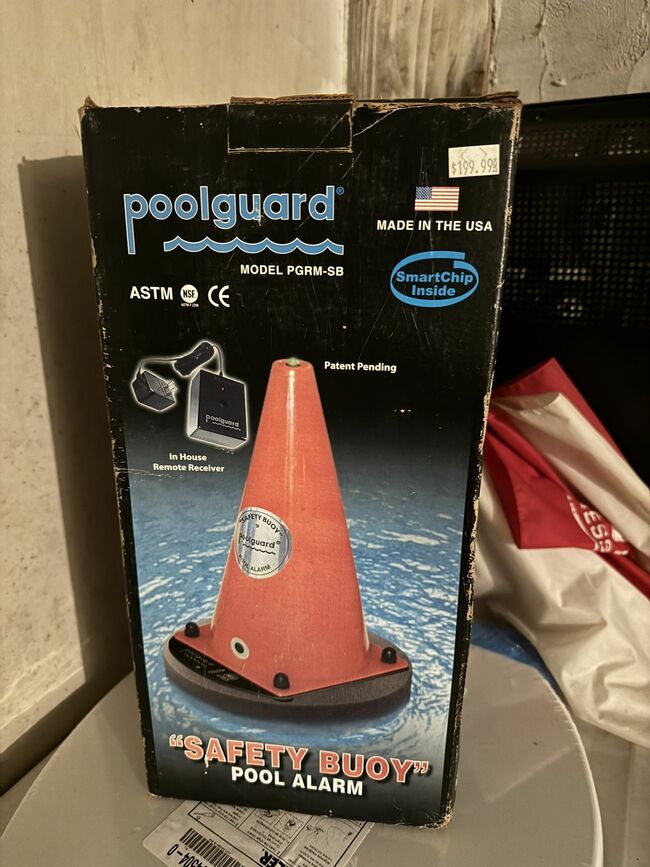 $199.99
poolguard®
MADE IN THE USA
MODEL PGRM-SB
SmartChip
Inside
ASTM NSF CE
Patent Pending
poolguard
In House
Remote Receiver
"SAFETY BUOY"
poolguard
POOL ALARM
"SAFETY BUOY"
POOL ALARM